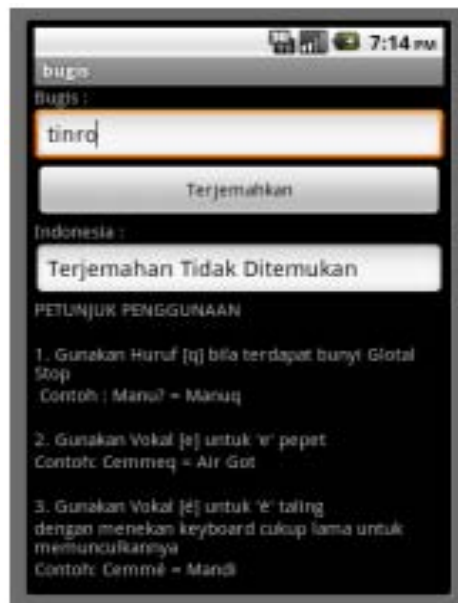 7:14 PM
bugis
Bugis :
tinro
Terjemahkan
Indonesia :
Terjemahan Tidak Ditemukan
PETUNJUK PENGGUNAAN
1. Gunakan Huruf [q] bila terdapat bunyi Glotal
Stop
Contoh : Manu? = Manuq
2. Gunakan Vokal [e] untuk 'e' pepet
Contoh: Cemmeq = Air Got
3. Gunakan Vokal [é] untuk 'é' taling
dengan menekan keyboard cukup lama untuk
memunculkannya
Contoh: Cemmé = Mandi